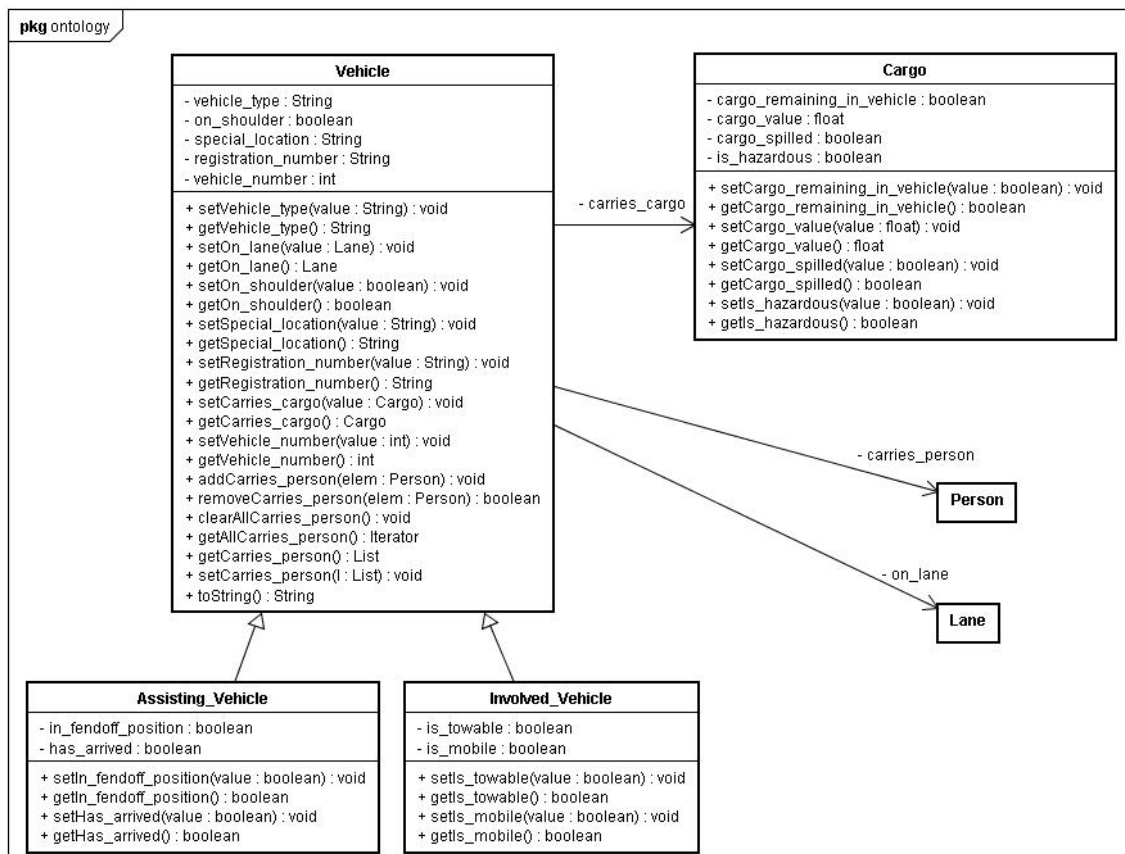 pkg ontology
Vehicle
- vehicle_type : String
- on_shoulder : boolean
- special_location : String
- registration_number : String
- vehicle_number : int
+ setVehicle_type(value : String) : void
+ getVehicle_type() : String
+ setOn_lane(value : Lane) : void
+ getOn_lane() : Lane
+ setOn_shoulder(value : boolean) : void
+ getOn_shoulder() : boolean
+ setSpecial_location(value : String) : void
+ getSpecial_location() : String
+ setRegistration_number(value : String) : void
+ getRegistration_number() : String
+ setCarries_cargo(value : Cargo) : void
+ getCarries_cargo() : Cargo
+ setVehicle_number(value : int) : void
+ getVehicle_number() : int
+ addCarries_person(elem : Person) : void
+ removeCarries_person(elem : Person) : boolean
+ clearAllCarries_person() : void
+ getAllCarries_person() : Iterator
+ getCarries_person() : List
+ setCarries_person(l : List) : void
+ toString() : String
- carries_cargo
Cargo
- cargo_remaining_in_vehicle : boolean
- cargo_value : float
- cargo_spilled : boolean
- is_hazardous : boolean
+ setCargo_remaining_in_vehicle(value : boolean) : void
+ getCargo_remaining_in_vehicle() : boolean
+ setCargo_value(value : float) : void
+ getCargo_value() : float
+ setCargo_spilled(value : boolean) : void
+ getCargo_spilled() : boolean
+ setIs_hazardous(value : boolean) : void
+ getIs_hazardous() : boolean
- carries_person
Person
- on_lane
Lane
Assisting_Vehicle
- in_fendoff_position : boolean
- has_arrived : boolean
+ setIn_fendoff_position(value : boolean) : void
+ getIn_fendoff_position() : boolean
+ setHas_arrived(value : boolean) : void
+ getHas_arrived() : boolean
Involved_Vehicle
- is_towable : boolean
- is_mobile : boolean
+ setIs_towable(value : boolean) : void
+ getIs_towable() : boolean
+ setIs_mobile(value : boolean) : void
+ getIs_mobile() : boolean